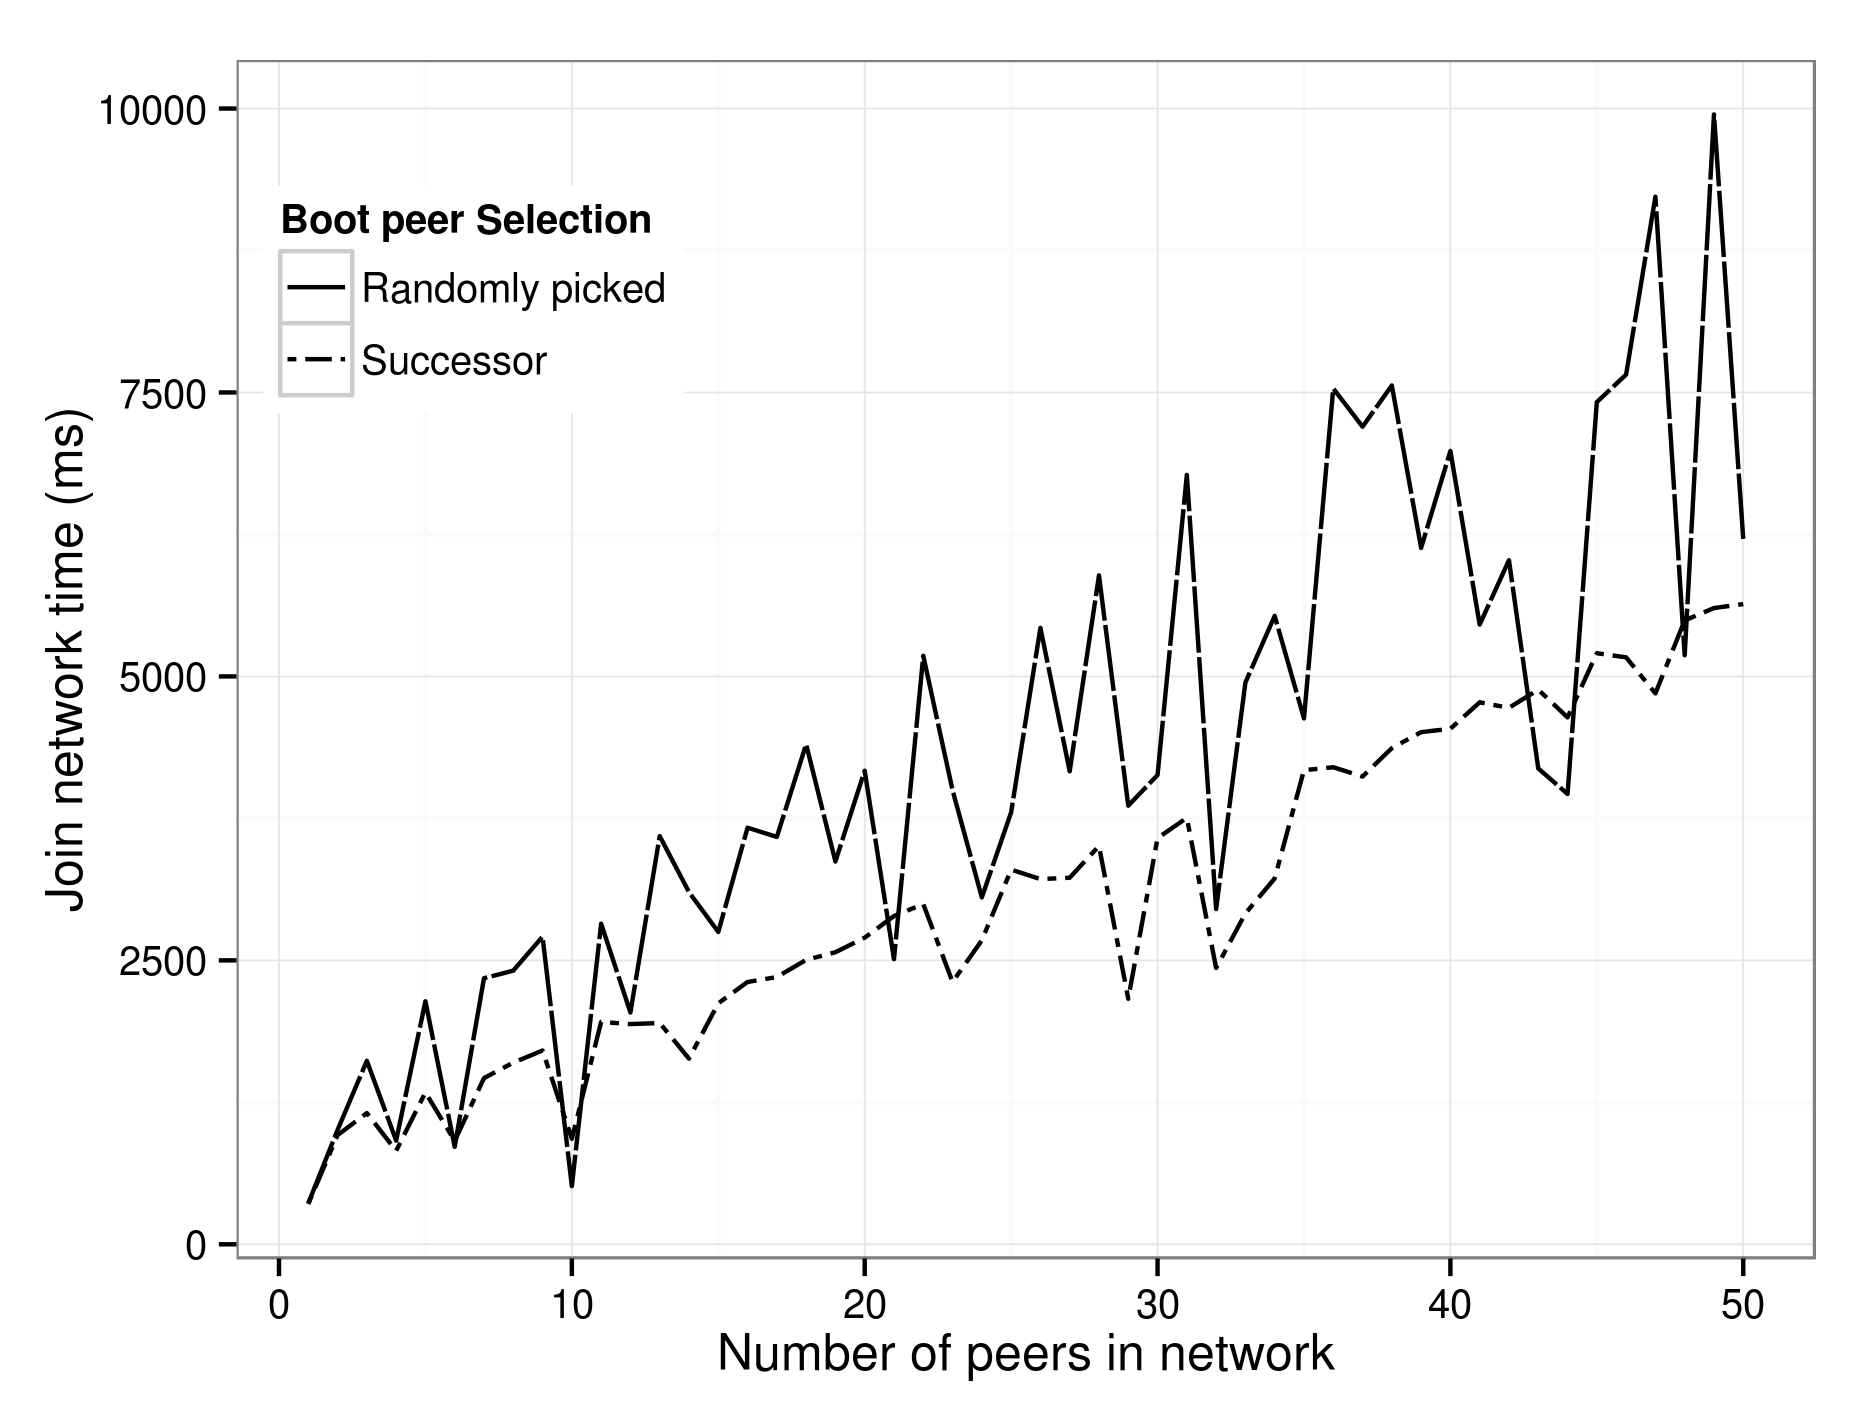 10000
7500
5000
2500
0
Join network time (ms)
Boot peer Selection
Randomly picked
Successor
0 10 20 30 40 50
Number of peers in network